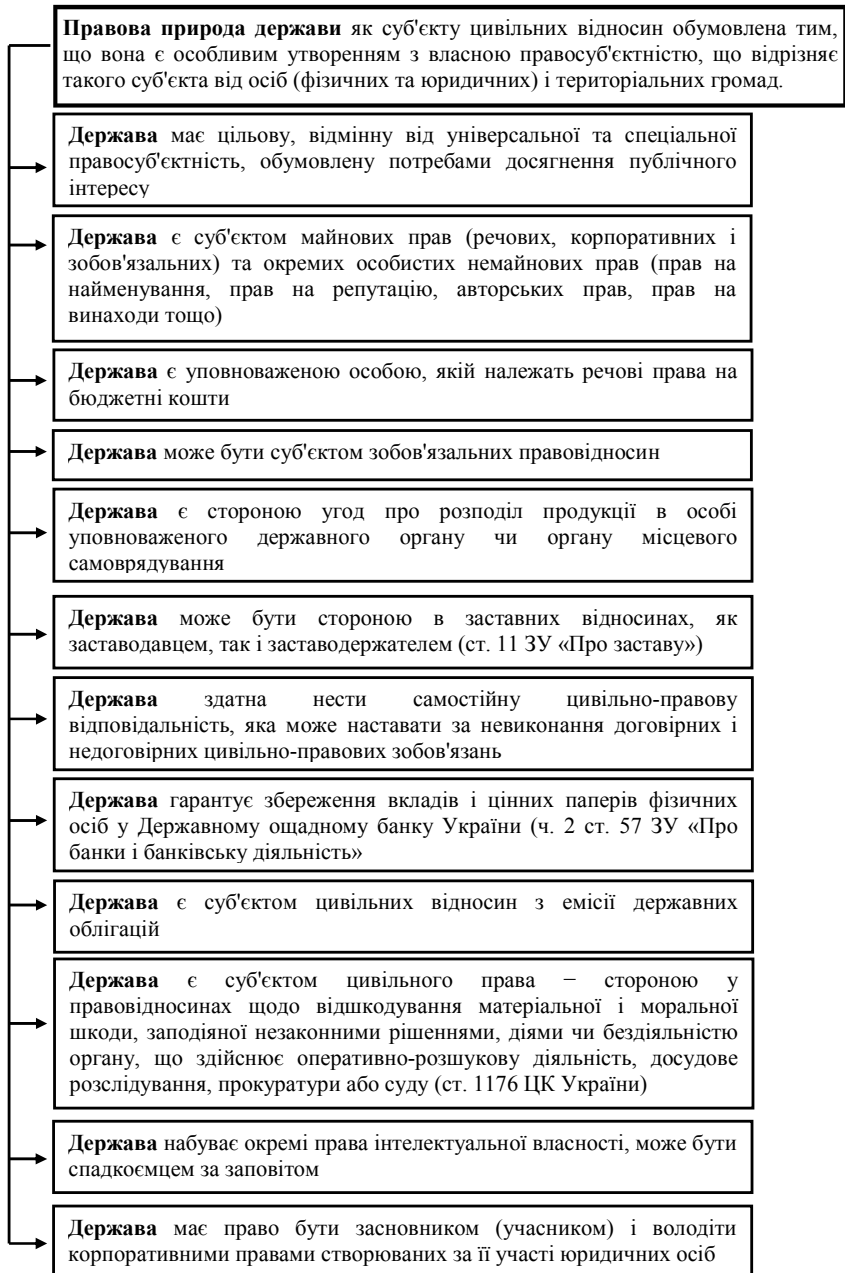 Правова природа держави як суб'єкту цивільних відносин обумовлена тим,
що вона є особливим утворенням з власною правосуб'єктністю, що відрізняє
такого суб'єкта від осіб (фізичних та юридичних) і територіальних громад.
Держава має цільову, відмінну від універсальної та спеціальної
правосуб'єктність, обумовлену потребами досягнення публічного
інтересу
Держава є суб'єктом майнових прав (речових, корпоративних і
зобов'язальних) та окремих особистих немайнових прав (прав на
найменування, прав на репутацію, авторських прав, прав на
винаходи тощо)
Держава є уповноваженою особою, якій належать речові права на
бюджетні кошти
Держава може бути суб'єктом зобов'язальних правовідносин
Держава є стороною угод про розподіл продукції в особі
уповноваженого державного органу чи органу місцевого
самоврядування
Держава може бути стороною в заставних відносинах, як
заставодавцем, так і заставодержателем (ст. 11 ЗУ «Про заставу»)
Держава здатна нести самостійну цивільно-правову
відповідальність, яка може наставати за невиконання договірних і
недоговірних цивільно-правових зобов'язань
Держава гарантує збереження вкладів і цінних паперів фізичних
осіб у Державному ощадному банку України (ч. 2 ст. 57 ЗУ «Про
банки і банківську діяльність»
Держава є суб'єктом цивільних відносин з емісії державних
облігацій
Держава є суб'єктом цивільного права − стороною у
правовідносинах щодо відшкодування матеріальної і моральної
шкоди, заподіяної незаконними рішеннями, діями чи бездіяльністю
органу, що здійснює оперативно-розшукову діяльність, досудове
розслідування, прокуратури або суду (ст. 1176 ЦК України)
Держава набуває окремі права інтелектуальної власності, може бути
спадкоємцем за заповітом
Держава має право бути засновником (учасником) і володіти
корпоративними правами створюваних за її участі юридичних осіб